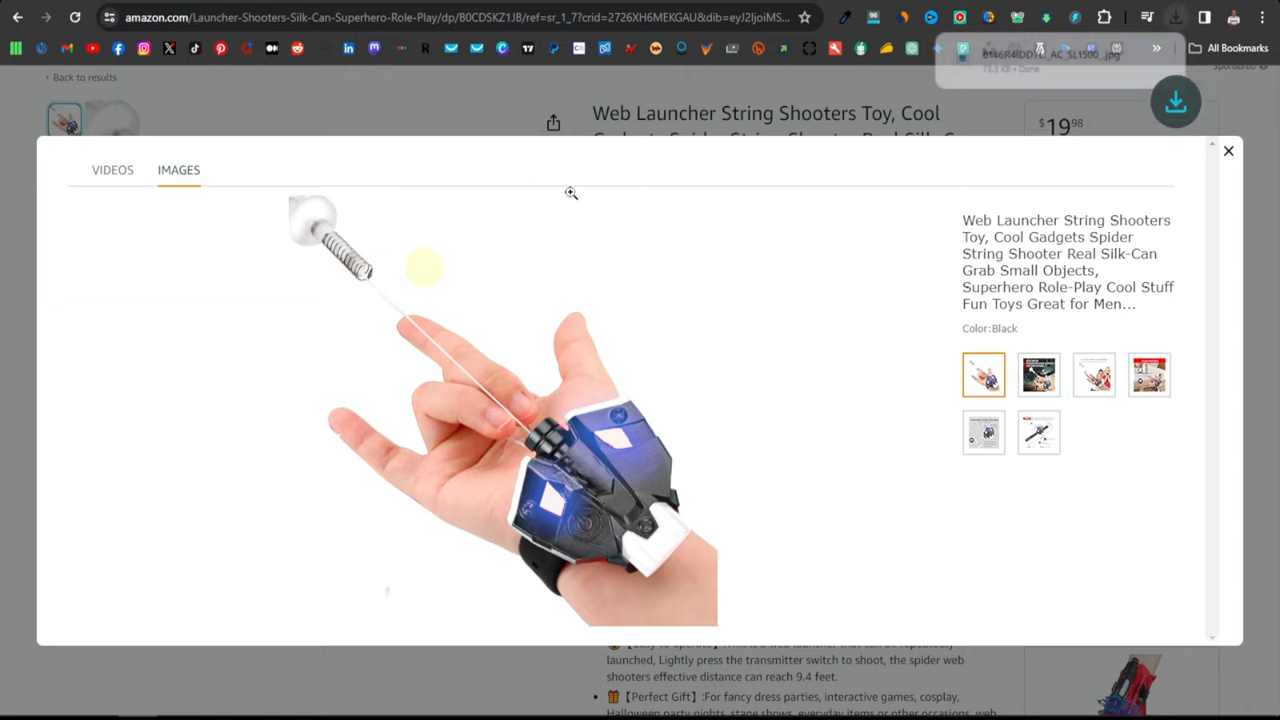 amazon.com/Launcher-Shooters-Silk-Can-Superhero-Role-Play/dp/B0CDSKZ1JB/ref=sr_1_7?crid=2726XH6MEKGAU&dib=eyJ2IjoiMS...
All Bookmarks
‹ Back to results
Web Launcher String Shooters Toy, Cool
$19.98
VIDEOS
IMAGES
Web Launcher String Shooters
Toy, Cool Gadgets Spider
String Shooter Real Silk-Can
Grab Small Objects,
Superhero Role-Play Cool Stuff
Fun Toys Great for Men...
Color:Black
launched, Lightly press the transmitter switch to shoot, the spider web
shooters effective distance can reach 9.4 feet.
【Perfect Gift】:For fancy dress parties, interactive games, cosplay,